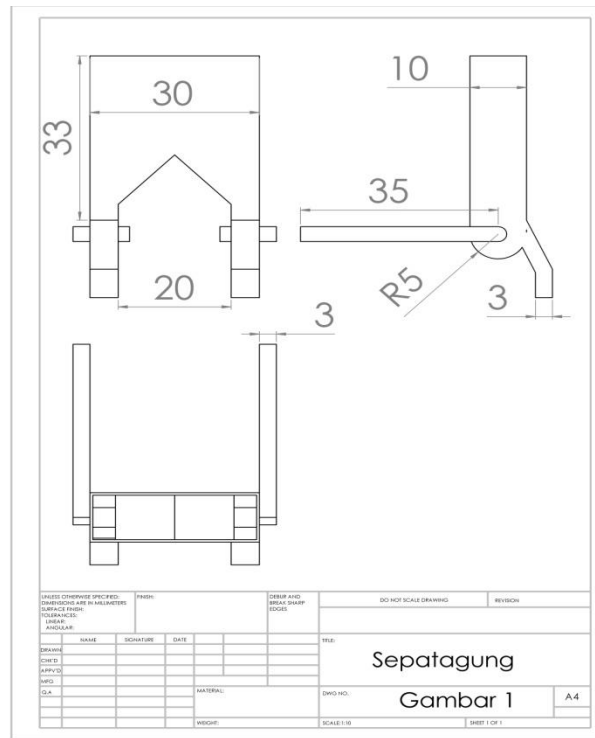 30
33
20
35
10
R5
3
3
UNLESS OTHERWISE SPECIFIED:
DIMENSIONS ARE IN MILLIMETERS
SURFACE FINISH:
TOLERANCES:
LINEAR:
ANGULAR:
FINISH:
DEBUR AND
BREAK SHARP
EDGES
DO NOT SCALE DRAWING
REVISION
NAME
SIGNATURE
DATE
DRAWN
CHK'D
APPV'D
MFG
Q.A
MATERIAL:
WEIGHT:
TITLE:
Sepatagung
DWG NO.
Gambar 1
A4
SCALE:1:10
SHEET 1 OF 1